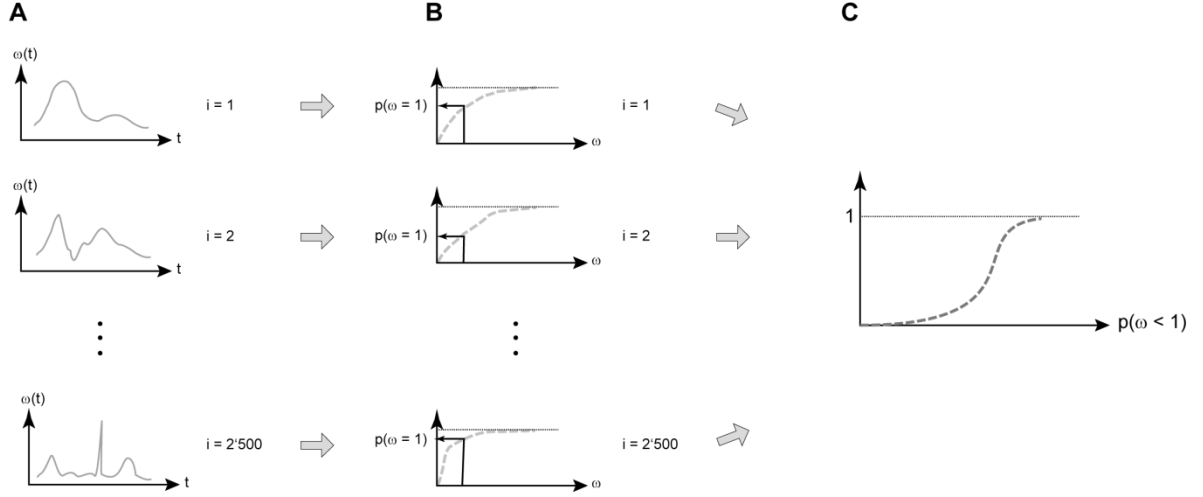 A
B
C
ω(t)
t
i = 1
p(ω = 1)
ω
i = 1
ω(t)
t
i = 2
p(ω = 1)
ω
i = 2
1
p(ω < 1)
ω(t)
t
i = 2'500
p(ω = 1)
ω
i = 2'500